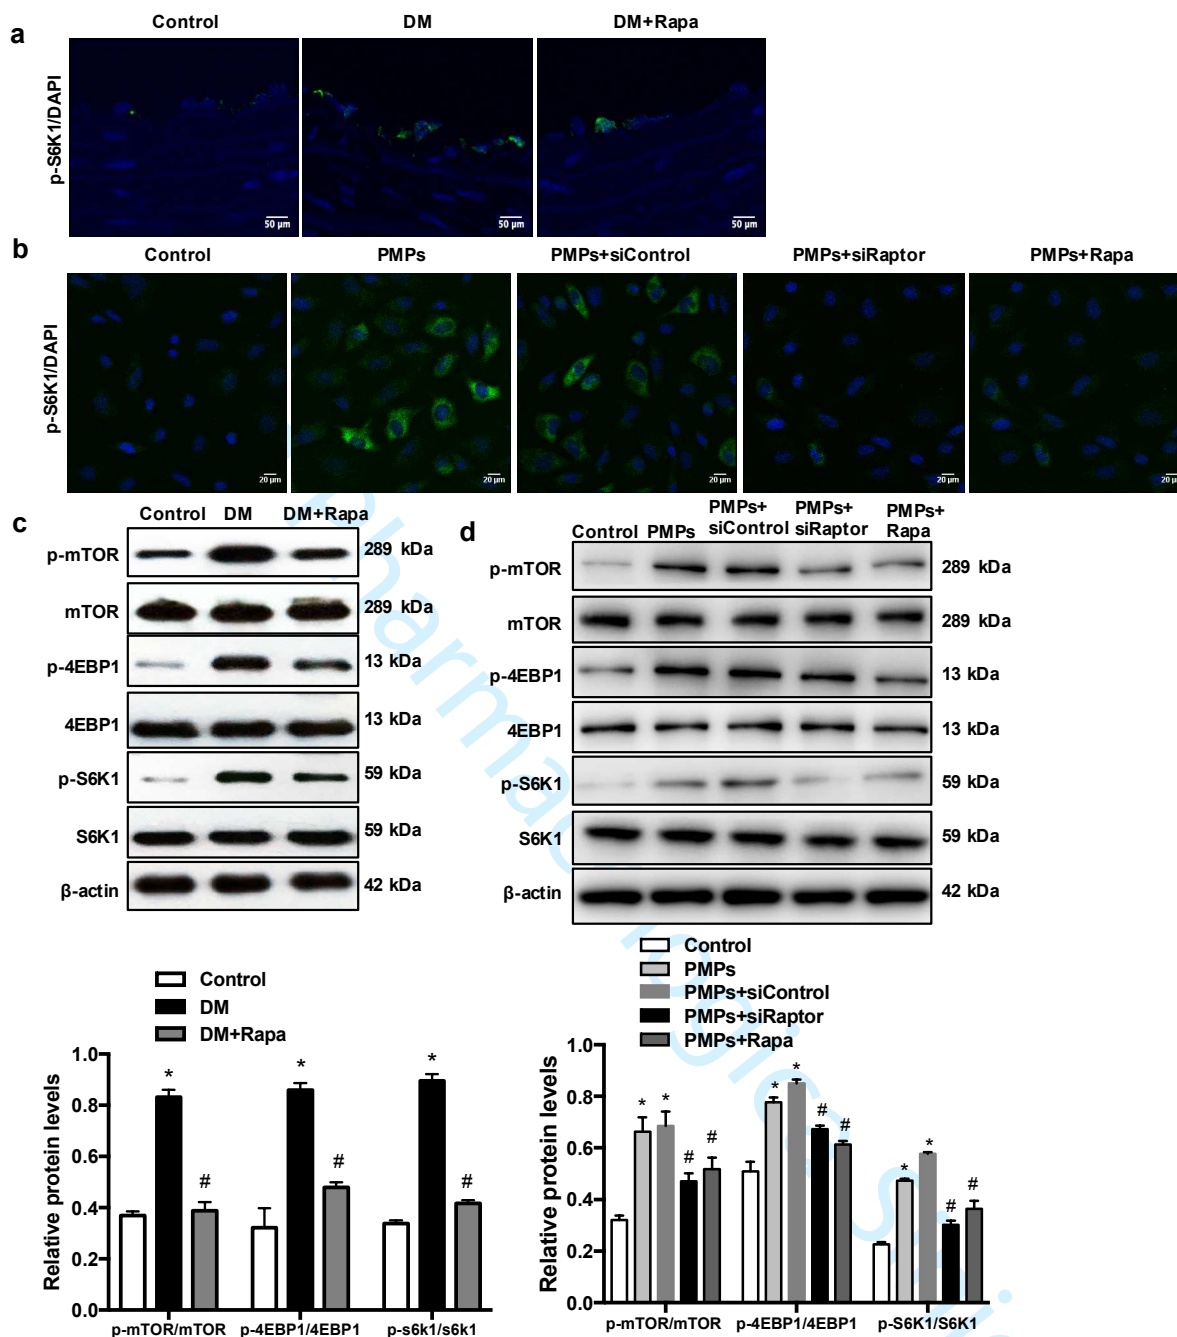 a
Control DM DM+Rapa
p-S6K1/DAPI
50 µm 50 µm 50 µm
b
Control PMPs PMPs+siControl PMPs+siRaptor PMPs+Rapa
p-S6K1/DAPI
20 µm 20 µm 20 µm 20 µm 20 µm
c
Control DM DM+Rapa
p-mTOR 289 kDa
mTOR 289 kDa
p-4EBP1 13 kDa
4EBP1 13 kDa
p-S6K1 59 kDa
S6K1 59 kDa
β-actin 42 kDa
Control
DM
DM+Rapa
Relative protein levels
1.0
0.8
0.6
0.4
0.2
0.0
* # * # * #
p-mTOR/mTOR p-4EBP1/4EBP1 p-s6k1/s6k1
d
Control PMPs PMPs+ siControl PMPs+ siRaptor PMPs+ Rapa
p-mTOR 289 kDa
mTOR 289 kDa
p-4EBP1 13 kDa
4EBP1 13 kDa
p-S6K1 59 kDa
S6K1 59 kDa
β-actin 42 kDa
Control
PMPs
PMPs+siControl
PMPs+siRaptor
PMPs+Rapa
Relative protein levels
1.0
0.8
0.6
0.4
0.2
0.0
* * # # * * # # * * # #
p-mTOR/mTOR p-4EBP1/4EBP1 p-S6K1/S6K1